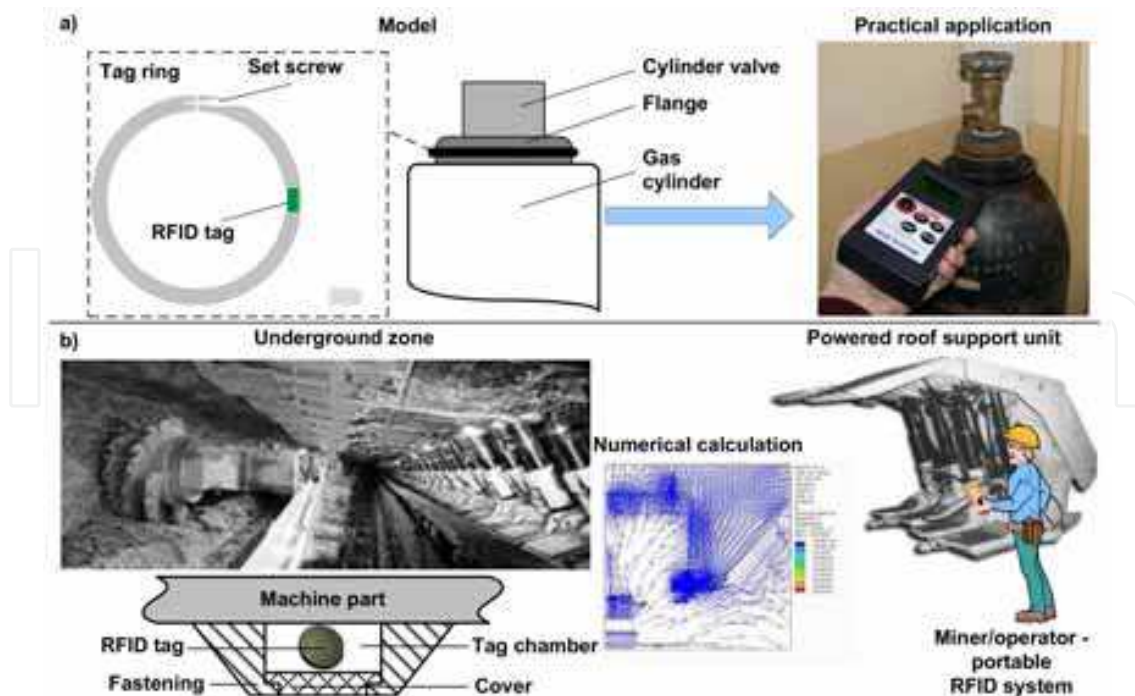 a)
Model
Practical application
Tag ring
Set screw
RFID tag
Cylinder valve
Flange
Gas
cylinder
b)
Underground zone
Powered roof support unit
Numerical calculation
Machine part
RFID tag
Tag chamber
Fastening
Cover
Miner/operator -
portable
RFID system